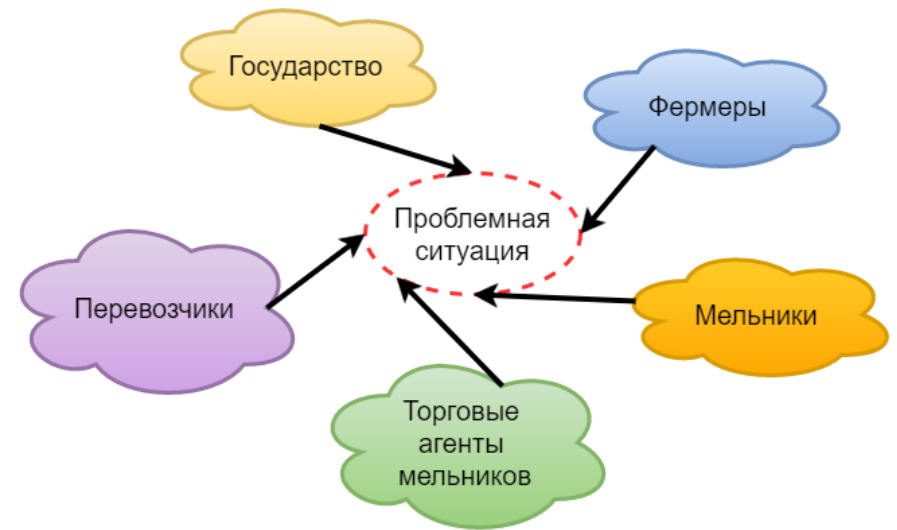 Государство
Фермеры
Проблемная
ситуация
Перевозчики
Мельники
Торговые
агенты
мельников